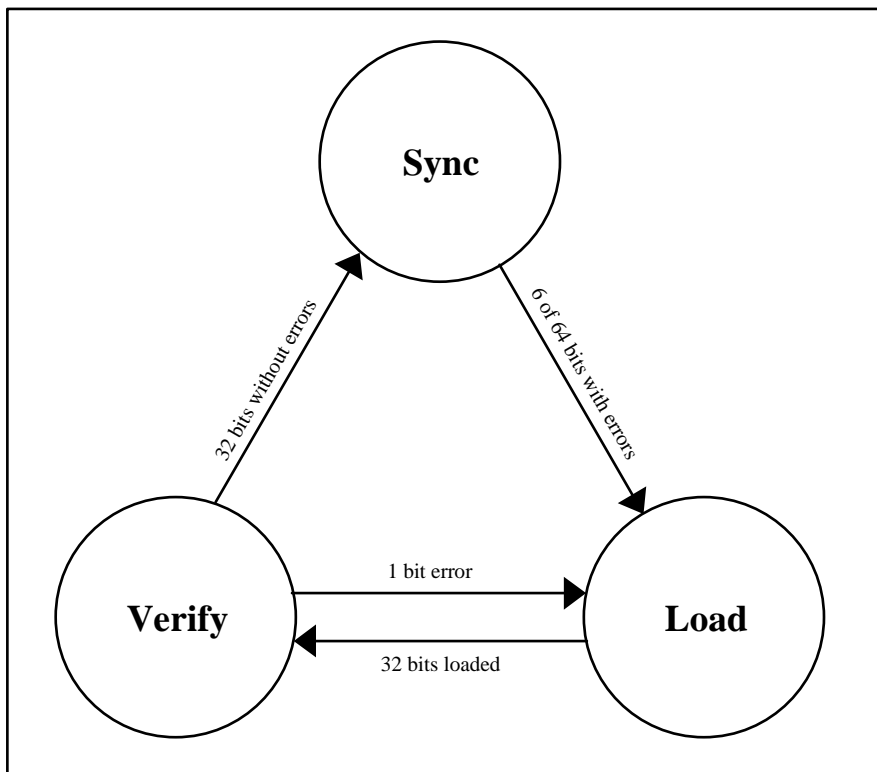 Sync
32 bits without errors
6 of 64 bits with errors
1 bit error
Verify
Load
32 bits loaded